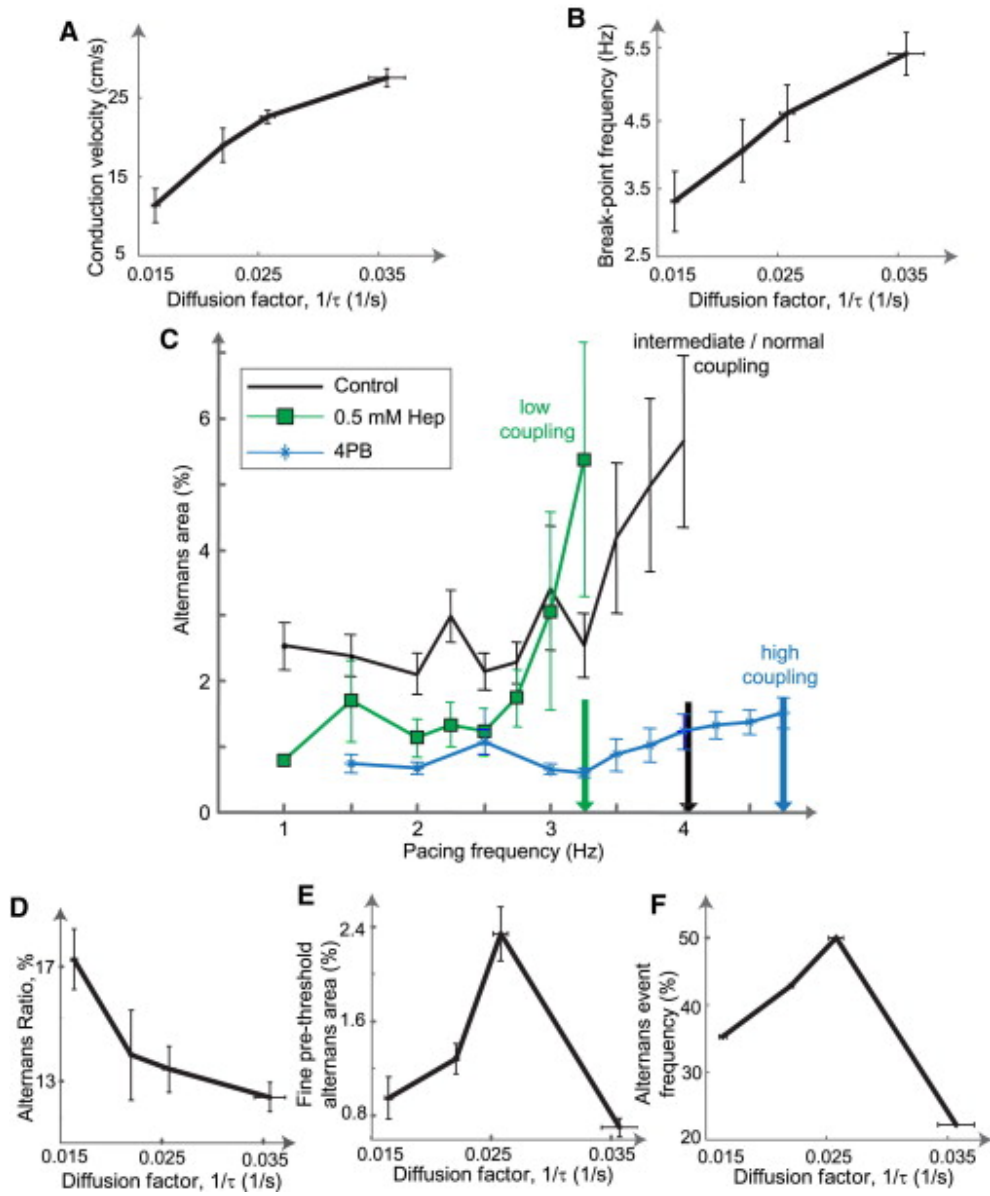 A
Conduction velocity (cm/s)
25
15
5
0.015 0.025 0.035
Diffusion factor, 1/τ (1/s)
B
Break-point frequency (Hz)
5.5
4.5
3.5
2.5
0.015 0.025 0.035
Diffusion factor, 1/τ (1/s)
C
Alternans area (%)
6
4
2
0
Control
0.5 mM Hep
4PB
low
coupling
intermediate / normal
coupling
high
coupling
1 2 3 4
Pacing frequency (Hz)
D
Alternans Ratio, %
17
13
0.015 0.025 0.035
Diffusion factor, 1/τ (1/s)
E
Fine pre-threshold
alternans area (%)
2.4
1.6
0.8
0.015 0.025 0.035
Diffusion factor, 1/τ (1/s)
F
Alternans event
frequency (%)
50
40
30
20
0.015 0.025 0.035
Diffusion factor, 1/τ (1/s)